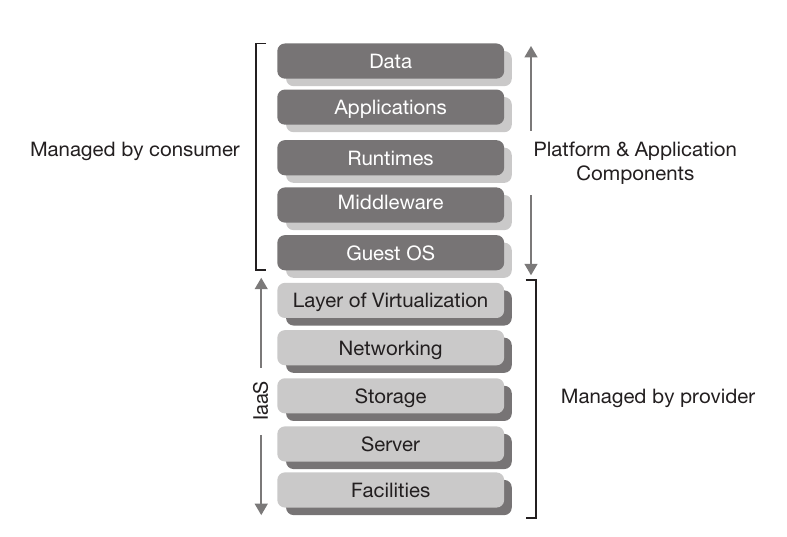 Data
Applications
Managed by consumer
Runtimes
Platform & Application
Components
Middleware
Guest OS
Layer of Virtualization
Networking
IaaS
Storage
Managed by provider
Server
Facilities